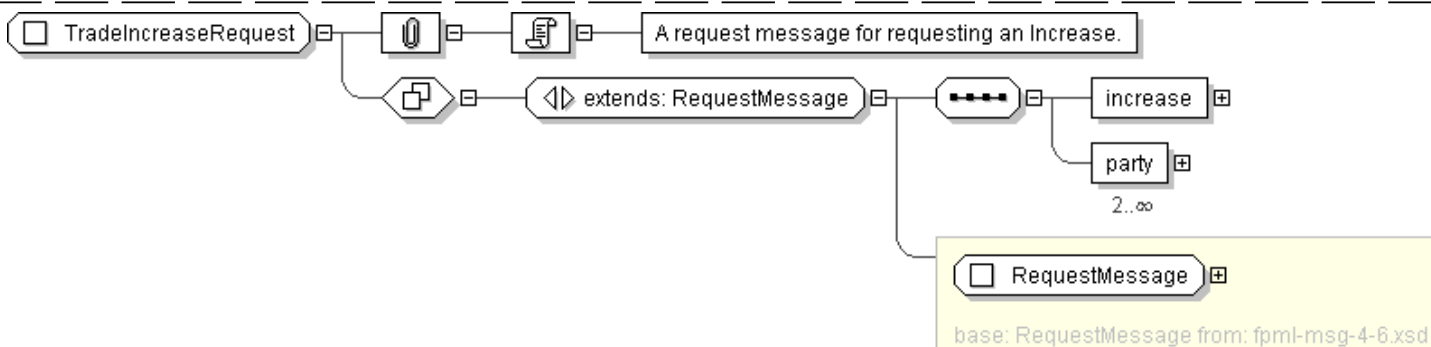 TradeIncreaseRequest
A request message for requesting an Increase.
extends: RequestMessage
increase
party
2..∞
RequestMessage
base: RequestMessage from: fpml-msg-4-6.xsd